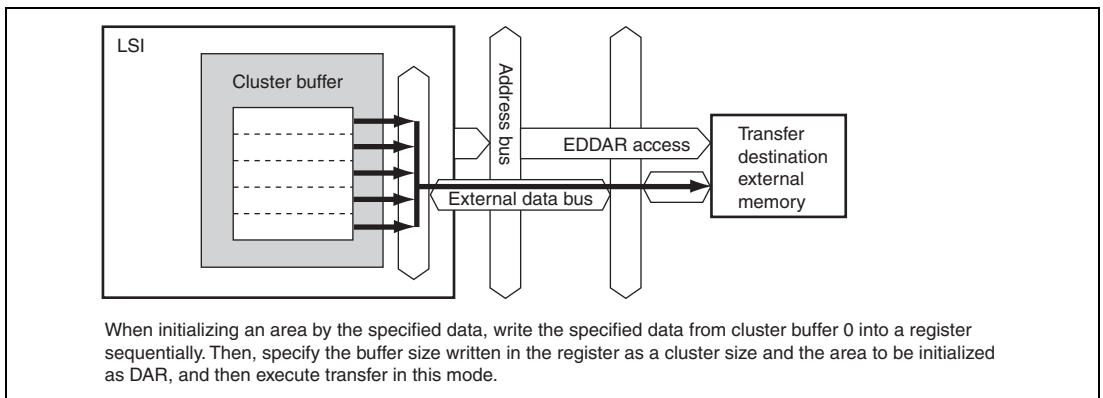 LSI
Cluster buffer
Address bus
EDDAR access
External data bus
Transfer
destination
external
memory
When initializing an area by the specified data, write the specified data from cluster buffer 0 into a register
sequentially. Then, specify the buffer size written in the register as a cluster size and the area to be initialized
as DAR, and then execute transfer in this mode.